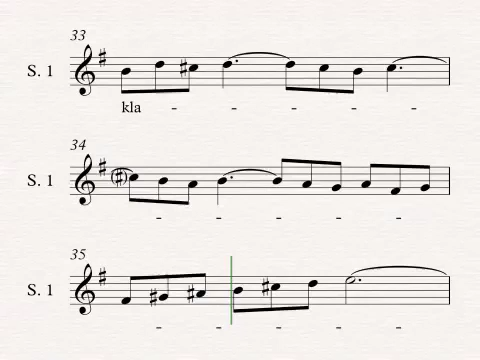 33
S. 1
kla - - - - -
34
S. 1
- - - - -
35
S. 1
- - - - -